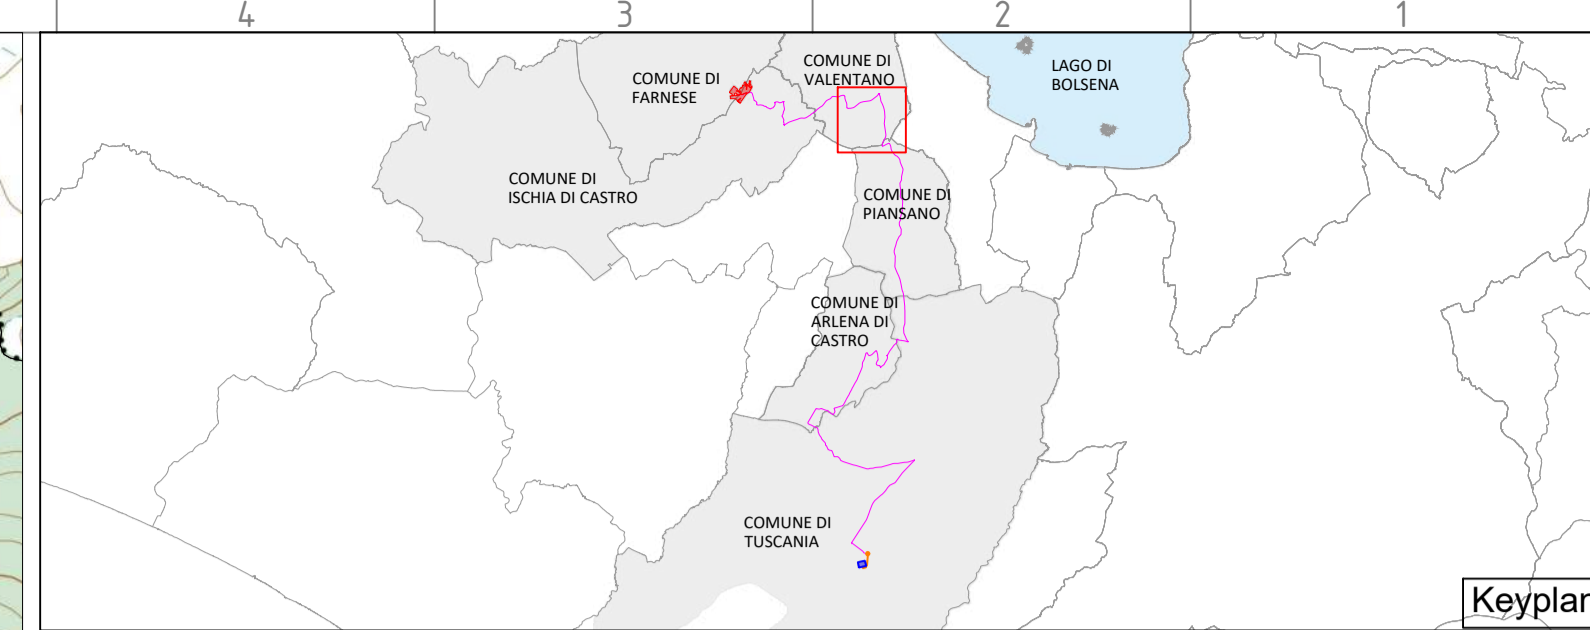 4
3
2
1
COMUNE DI
FARNESE
COMUNE DI
VALENTANO
LAGO DI
BOLSENA
COMUNE DI
ISCHIA DI CASTRO
COMUNE DI
PIANSANO
COMUNE DI
ARLENA DI
CASTRO
COMUNE DI
TUSCANIA
Keyplan